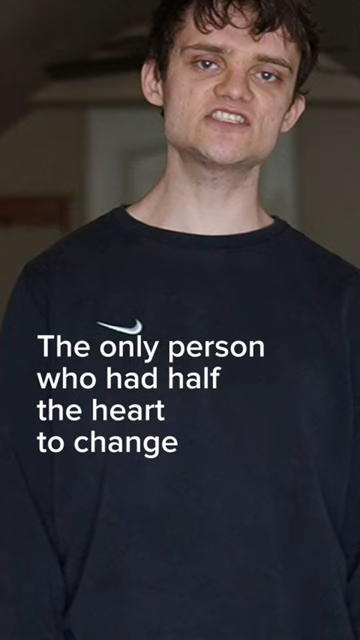 The only person
who had half
the heart
to change